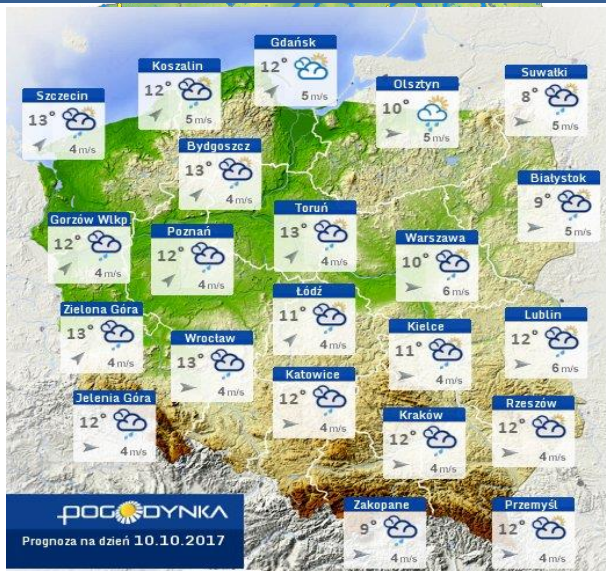 Gdańsk
12°
5 m/s
Koszalin
12°
5 m/s
Suwałki
8°
5 m/s
Olsztyn
10°
5 m/s
Szczecin
13°
4 m/s
Bydgoszcz
13°
4 m/s
Białystok
9°
5 m/s
Toruń
13°
4 m/s
Gorzów Wlkp
12°
4 m/s
Poznań
12°
4 m/s
Warszawa
10°
6 m/s
Łódź
11°
4 m/s
Zielona Góra
13°
4 m/s
Lublin
12°
6 m/s
Kielce
11°
4 m/s
Wrocław
13°
4 m/s
Katowice
12°
4 m/s
Jelenia Góra
12°
4 m/s
Rzeszów
12°
4 m/s
Kraków
12°
4 m/s
Zakopane
9°
4 m/s
Przemyśl
12°
4 m/s
POGODYNKA
Prognoza na dzień 10.10.2017